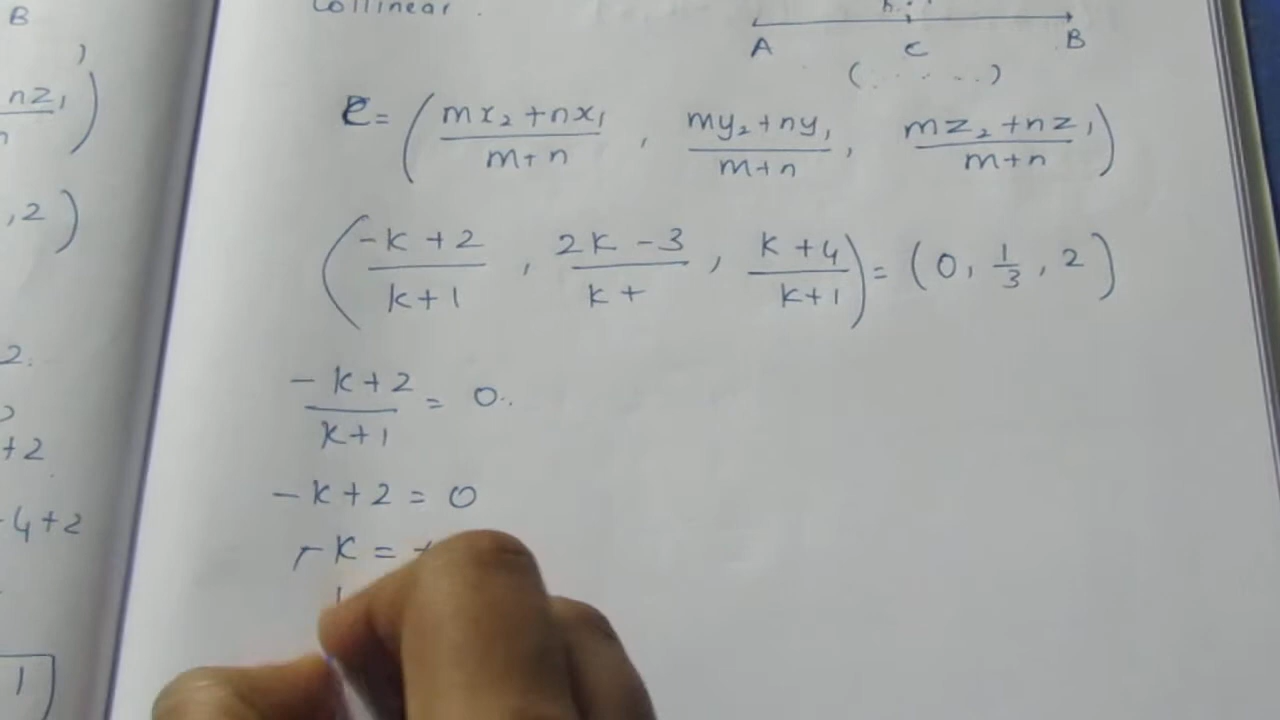 B
collinear.
A C B
)
(.....)
nz₁
C = ( mx₂+nx₁ / m+n , my₂+ny₁ / m+n , mz₂+nz₁ / m+n )
,2)
( -k+2 / k+1 , 2k-3 / k+ , k+4 / k+1 ) = (0, 1/3, 2)
2.
-k+2 / k+1 = 0..
+2
-k+2 = 0
-4+2
-k =
1